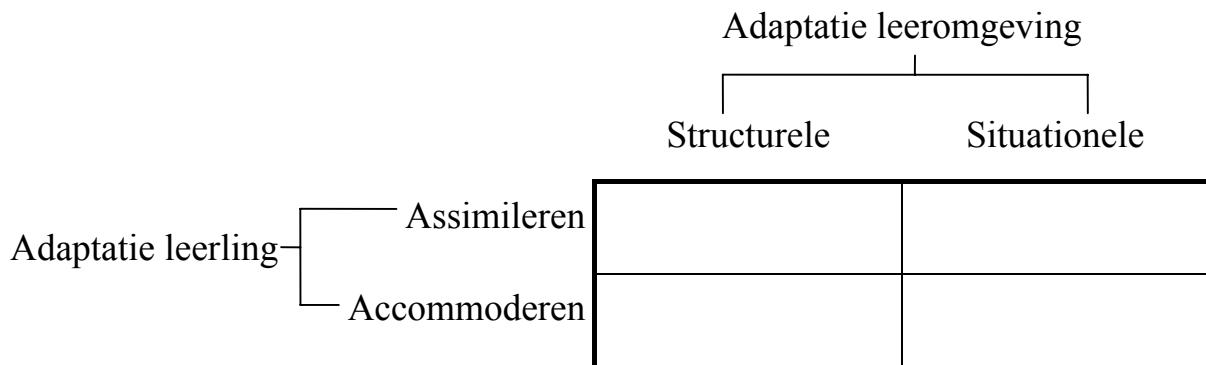 Adaptatie leeromgeving
Structurele Situationele
Assimileren
Adaptatie leerling
Accommoderen